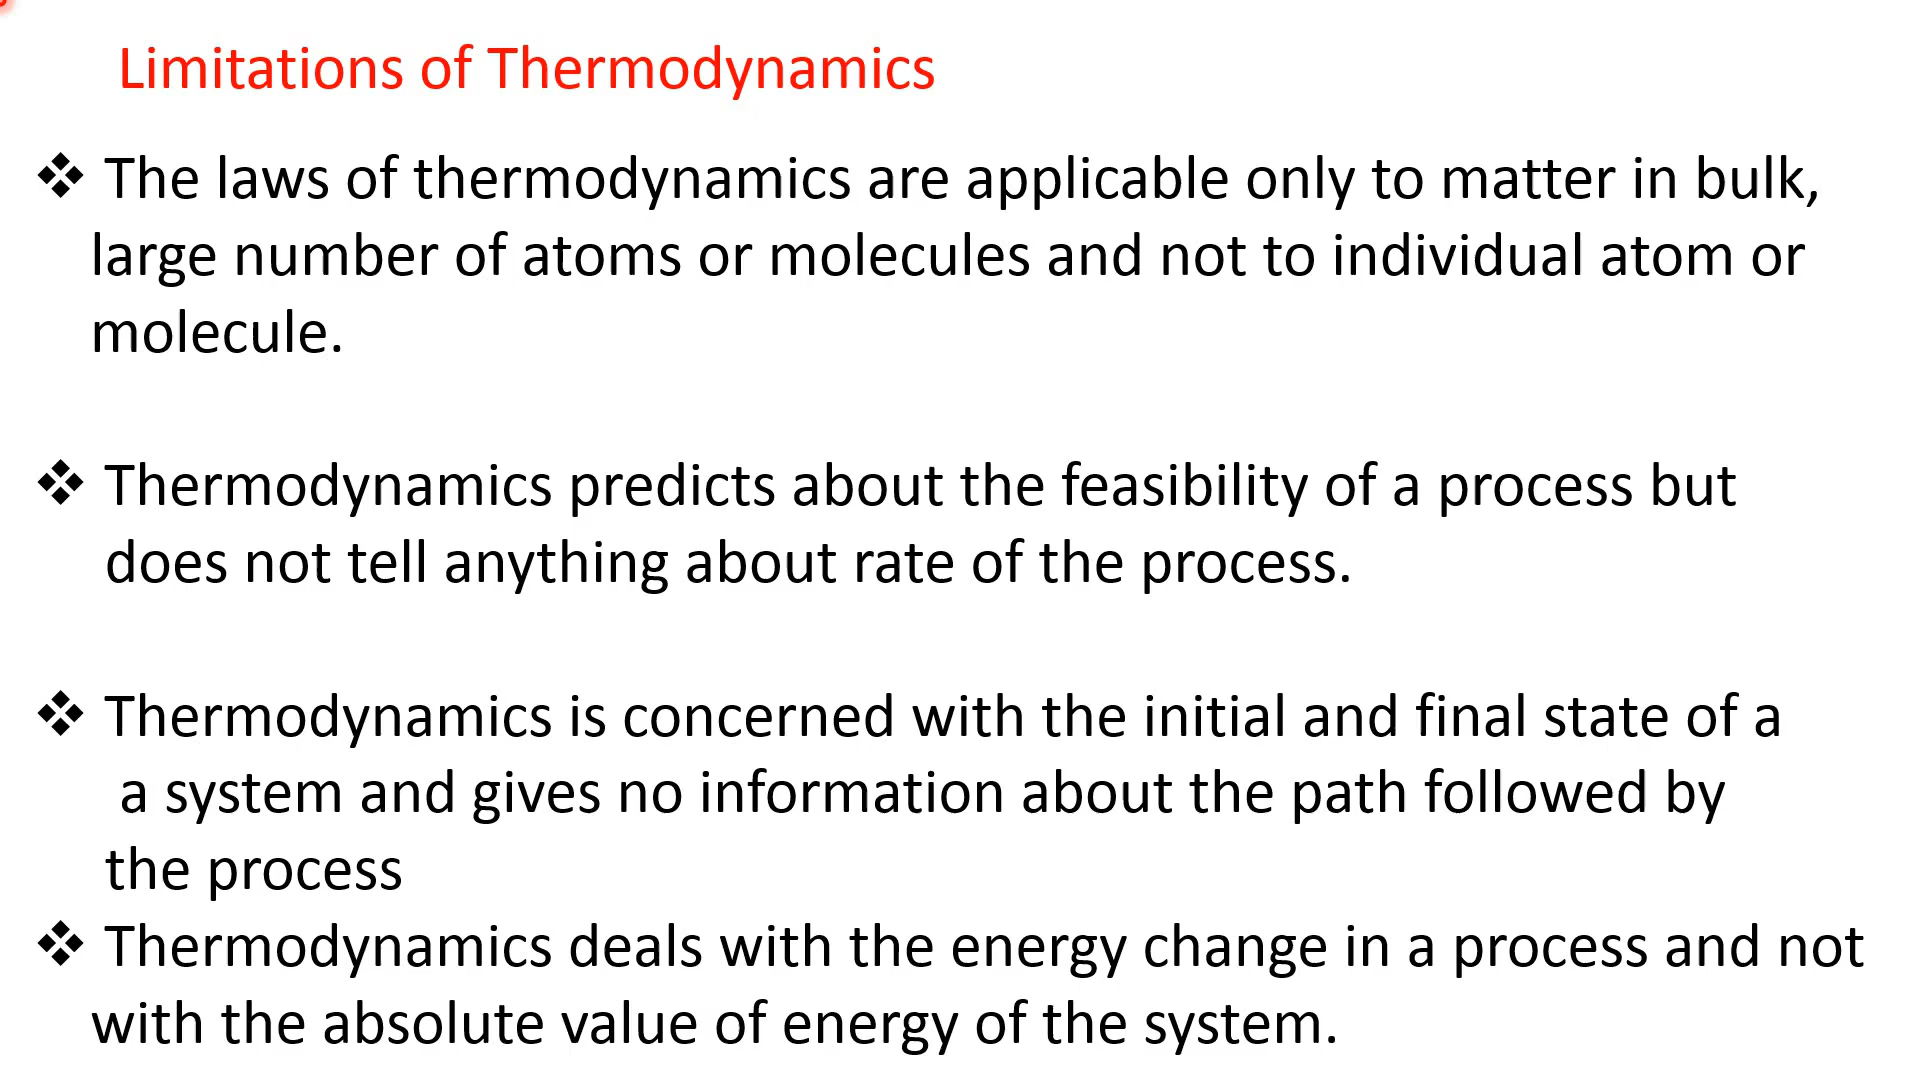 Limitations of Thermodynamics
❖ The laws of thermodynamics are applicable only to matter in bulk,
large number of atoms or molecules and not to individual atom or
molecule.
❖ Thermodynamics predicts about the feasibility of a process but
does not tell anything about rate of the process.
❖ Thermodynamics is concerned with the initial and final state of a
a system and gives no information about the path followed by
the process
❖ Thermodynamics deals with the energy change in a process and not
with the absolute value of energy of the system.